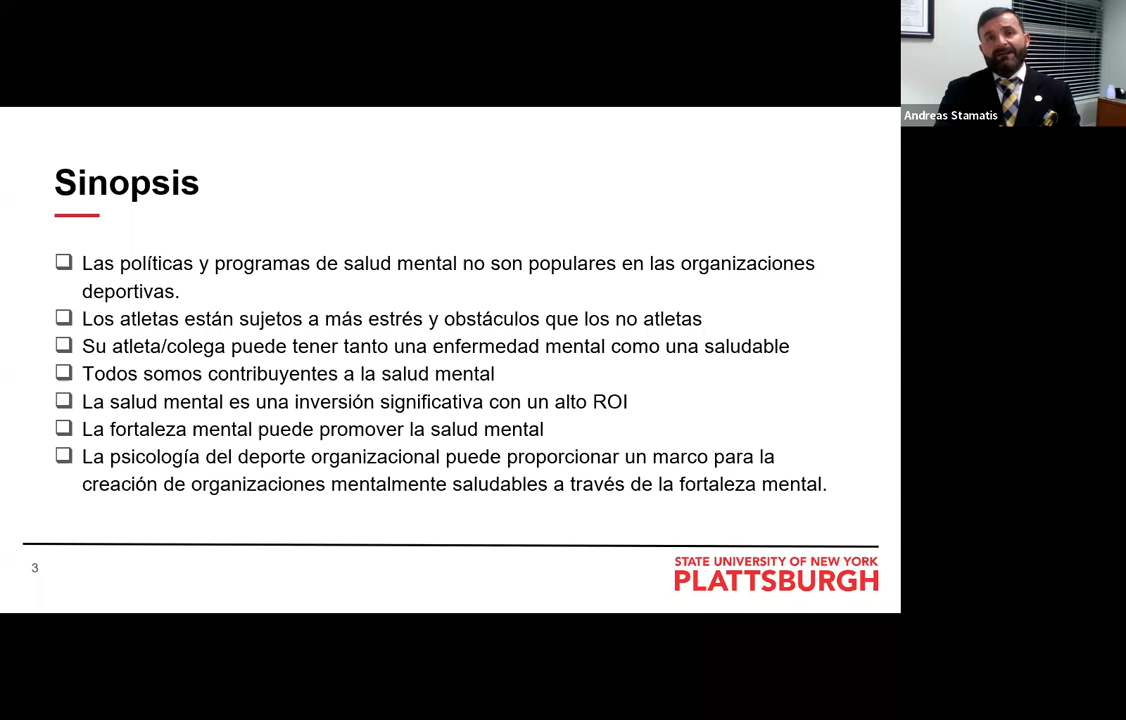 Andreas Stamatis
Sinopsis
❑ Las políticas y programas de salud mental no son populares en las organizaciones
deportivas.
❑ Los atletas están sujetos a más estrés y obstáculos que los no atletas
❑ Su atleta/colega puede tener tanto una enfermedad mental como una saludable
❑ Todos somos contribuyentes a la salud mental
❑ La salud mental es una inversión significativa con un alto ROI
❑ La fortaleza mental puede promover la salud mental
❑ La psicología del deporte organizacional puede proporcionar un marco para la
creación de organizaciones mentalmente saludables a través de la fortaleza mental.
3
STATE UNIVERSITY OF NEW YORK
PLATTSBURGH